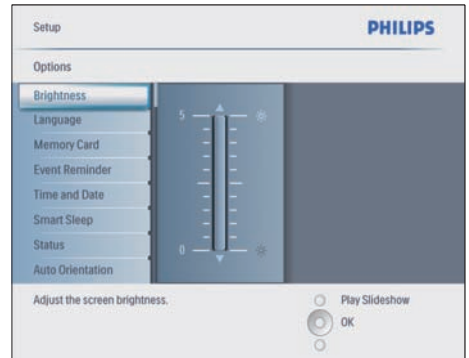 Setup
PHILIPS
Options
Brightness
Language
Memory Card
Event Reminder
Time and Date
Smart Sleep
Status
Auto Orientation
5
0
Adjust the screen brightness.
Play Slideshow
OK